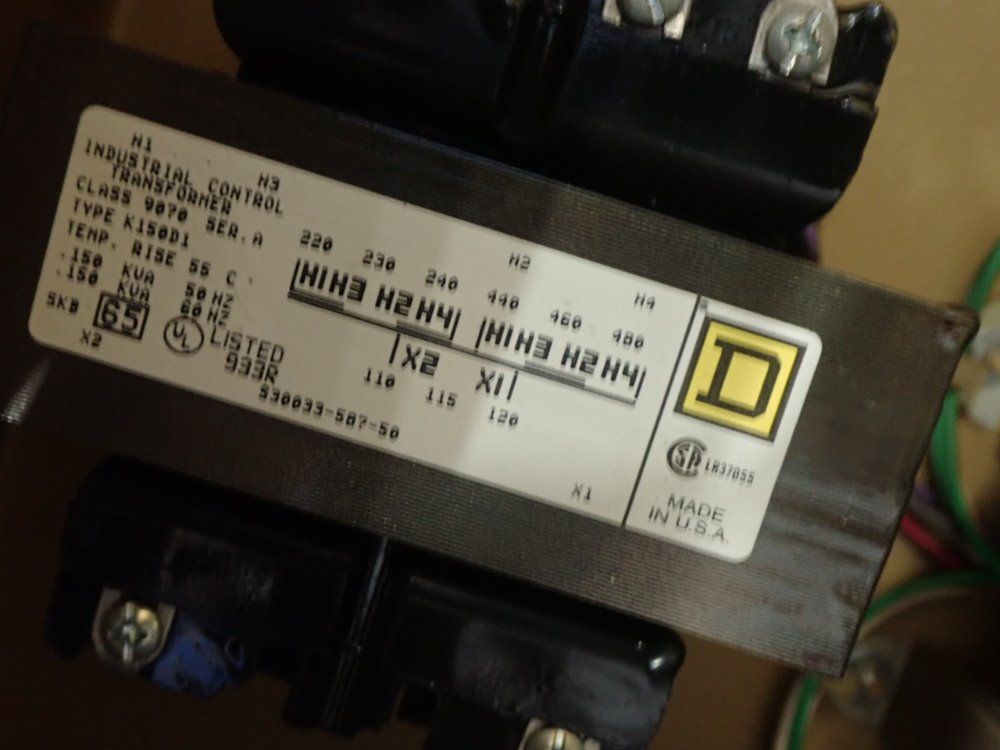 H1
H3
INDUSTRIAL CONTROL
TRANSFORMER
CLASS 9070 SER.A
TYPE K150D1
TEMP. RISE 55 C.
.150 KVA 50 HZ
.150 KVA 60 HZ
SKB 65 UL LISTED
933R
X2
530033-587-50
H2
H4
220 230 240
H1 H3 H2 H4
440 460 480
H1 H3 H2 H4
X2 X1
110 115 120
X1
D
SA LR37055
MADE
IN U.S.A.